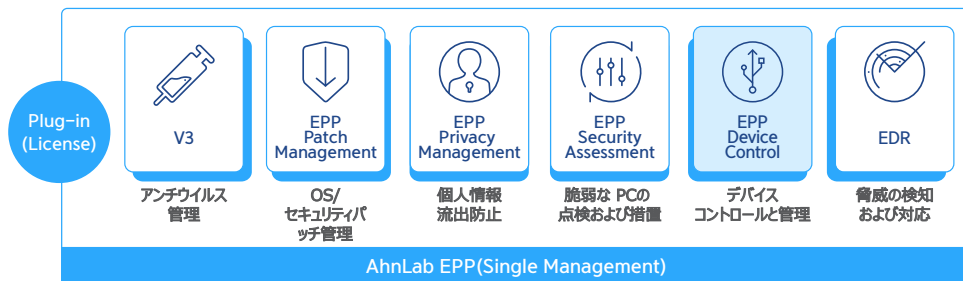 Plug-in
(License)
V3
アンチウイルス
管理
EPP
Patch
Management
OS/
セキュリティパ
ッチ管理
EPP
Privacy
Management
個人情報
流出防止
EPP
Security
Assessment
脆弱な PCの
点検および措置
EPP
Device
Control
デバイス
コントロールと管理
EDR
脅威の検知
および対応
AhnLab EPP(Single Management)